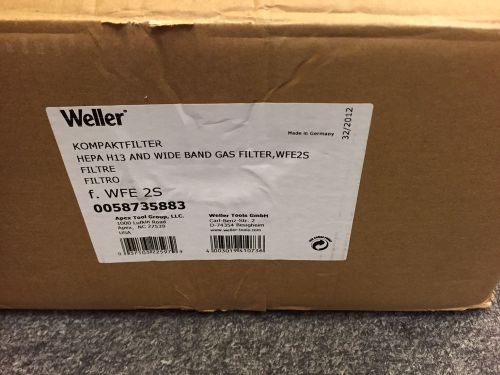 Weller
Made in Germany
32/2012
KOMPAKTFILTER
HEPA H13 AND WIDE BAND GAS FILTER,WFE2S
FILTRE
FILTRO
f. WFE 2S
0058735883
Apex Tool Group, LLC.
1000 Lufkin Road
Apex, NC 27539
USA
Weller Tools GmbH
Carl-Benz-Str. 2
D-74354 Besigheim
www.weller-tools.com